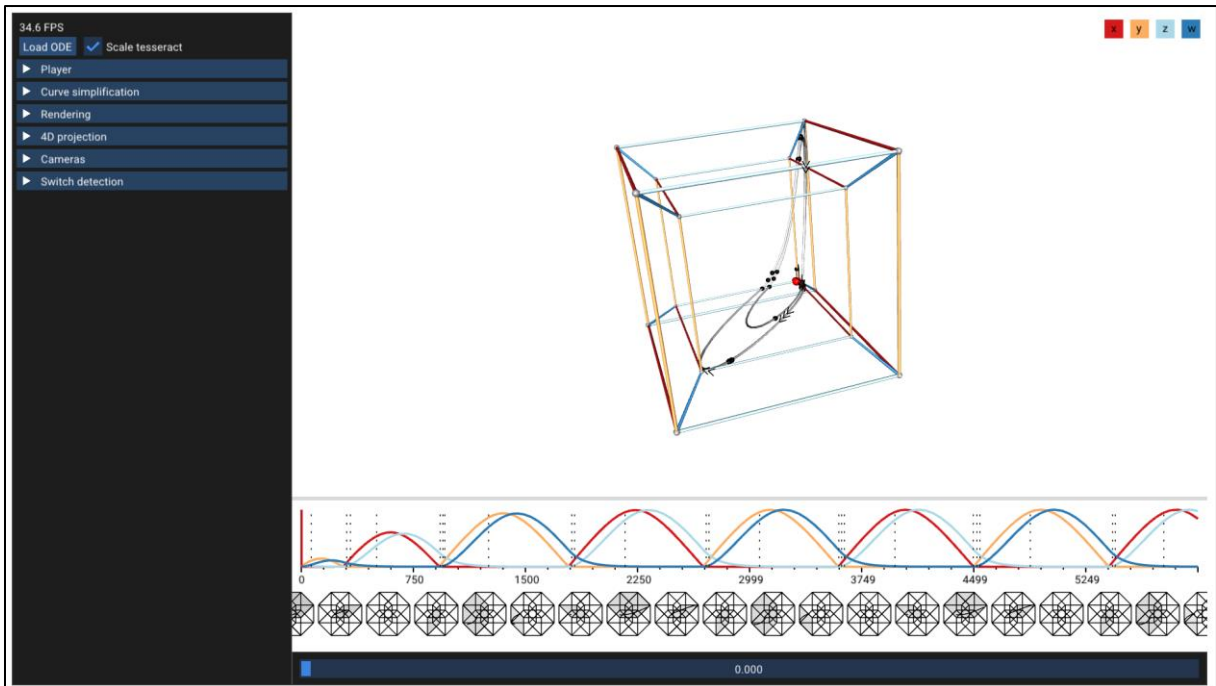 34.6 FPS
Load ODE Scale tesseract
Player
Curve simplification
Rendering
4D projection
Cameras
Switch detection
x y z w
0 750 1500 2250 2999 3749 4499 5249
0.000